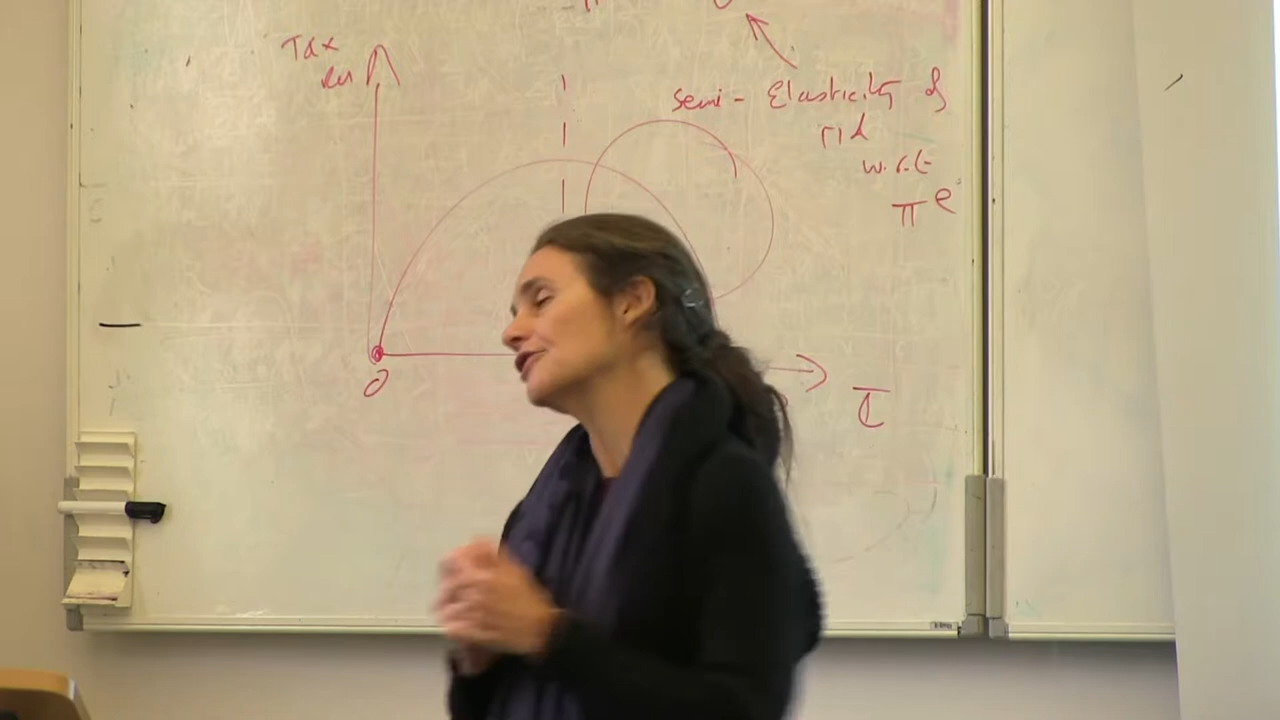 Tax
Rev
Semi - Elasticity of
w.r.t
π e
0
τ